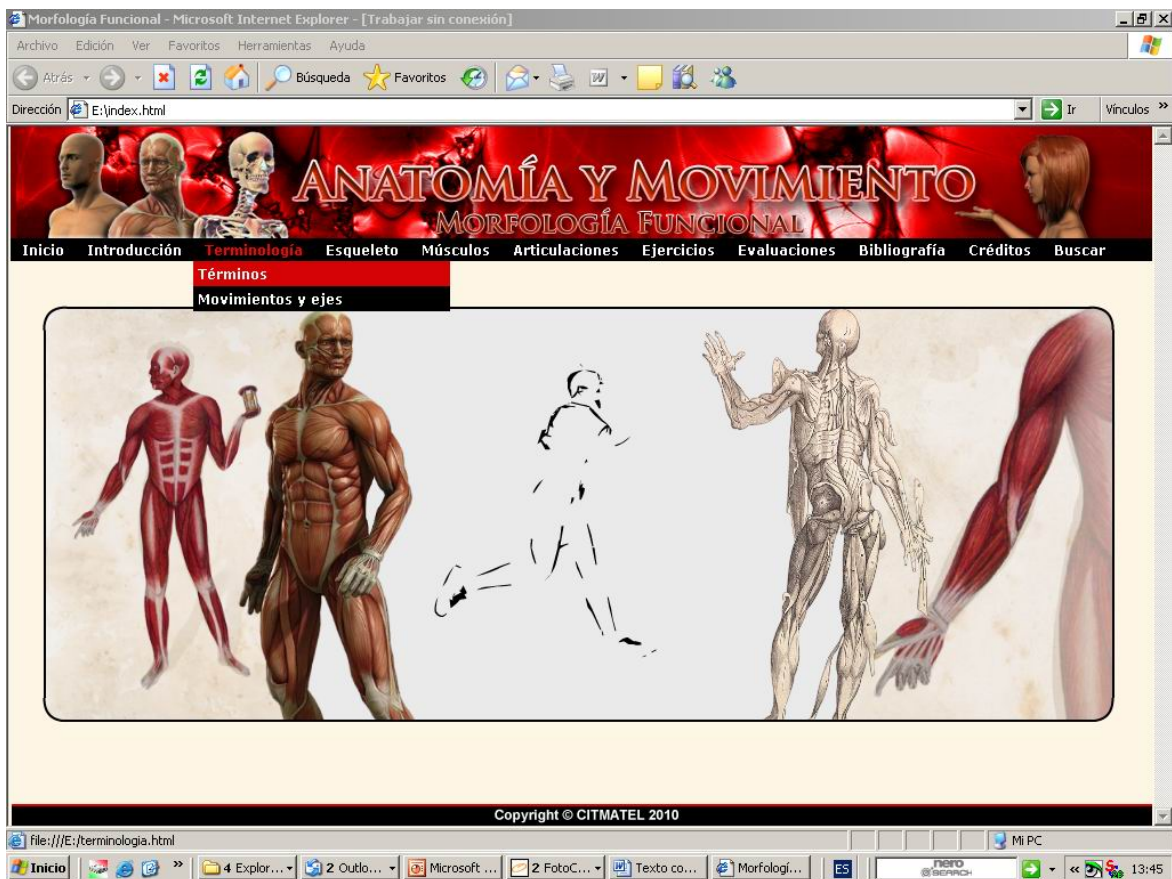 Morfología Funcional - Microsoft Internet Explorer - [Trabajar sin conexión]
Archivo Edición Ver Favoritos Herramientas Ayuda
Atrás Búsqueda Favoritos
Dirección E:\index.html Ir Vínculos »
ANATOMÍA Y MOVIMIENTO
MORFOLOGÍA FUNCIONAL
Inicio Introducción Terminología Esqueleto Músculos Articulaciones Ejercicios Evaluaciones Bibliografía Créditos Buscar
Términos
Movimientos y ejes
Copyright © CITMATEL 2010
file:///E:/terminologia.html Mi PC
Inicio » 4 Explor... 2 Outlo... Microsoft ... 2 FotoC... Texto co... Morfologí... ES nero SEARCH « 13:45